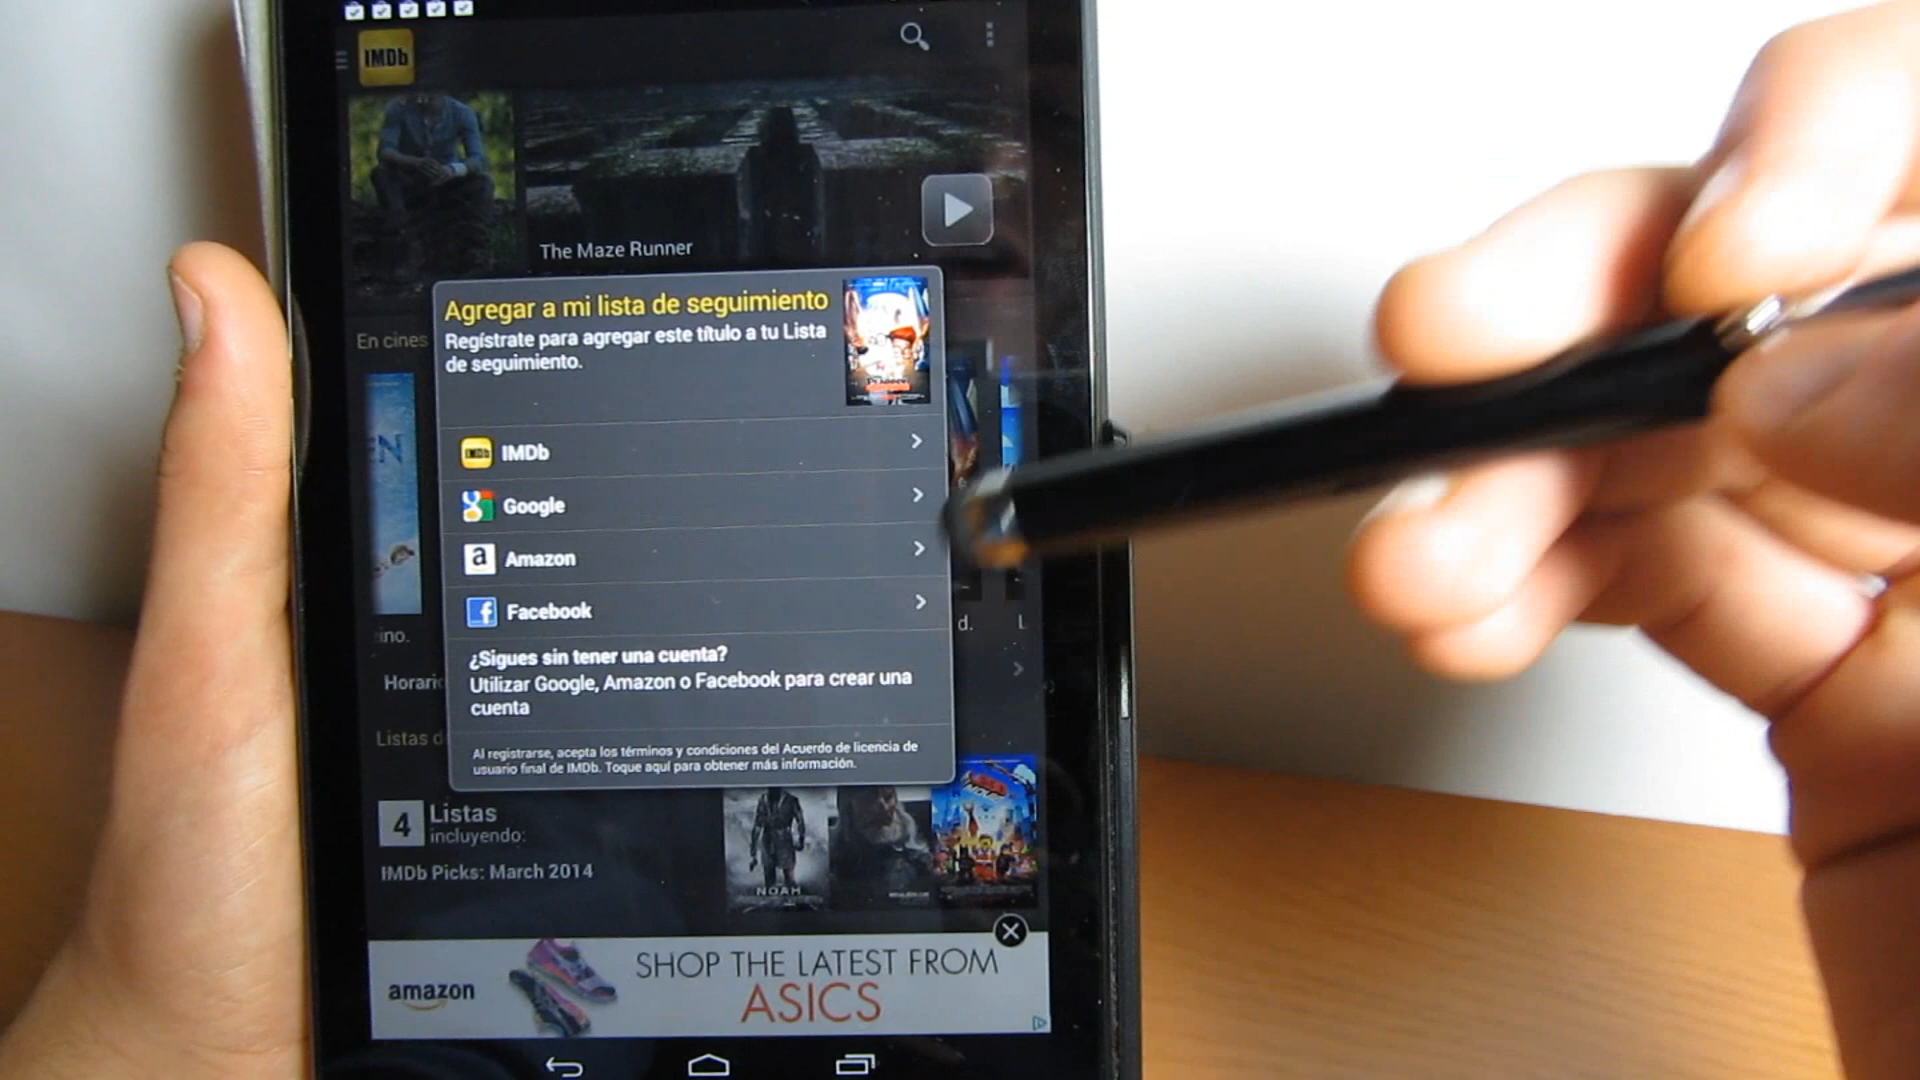 IMDb
The Maze Runner
Agregar a mi lista de seguimiento
Regístrate para agregar este título a tu Lista
de seguimiento.
En cines
IMDb
IMDb
Google
a
Amazon
f
Facebook
¿Sigues sin tener una cuenta?
Utilizar Google, Amazon o Facebook para crear una
cuenta
Al registrarse, acepta los términos y condiciones del Acuerdo de licencia de
usuario final de IMDb. Toque aquí para obtener más información.
ino.
d.
L
Horari
Listas d
4
Listas
incluyendo:
IMDb Picks: March 2014
NOAH
amazon
SHOP THE LATEST FROM
ASICS